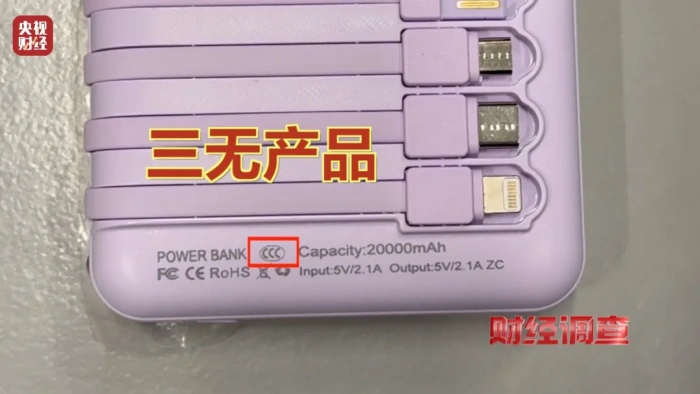 央视
财经
三无产品
POWER BANK CCC Capacity:20000mAh
FC CE RoHS Input:5V/2.1A Output:5V/2.1A ZC
财经调查